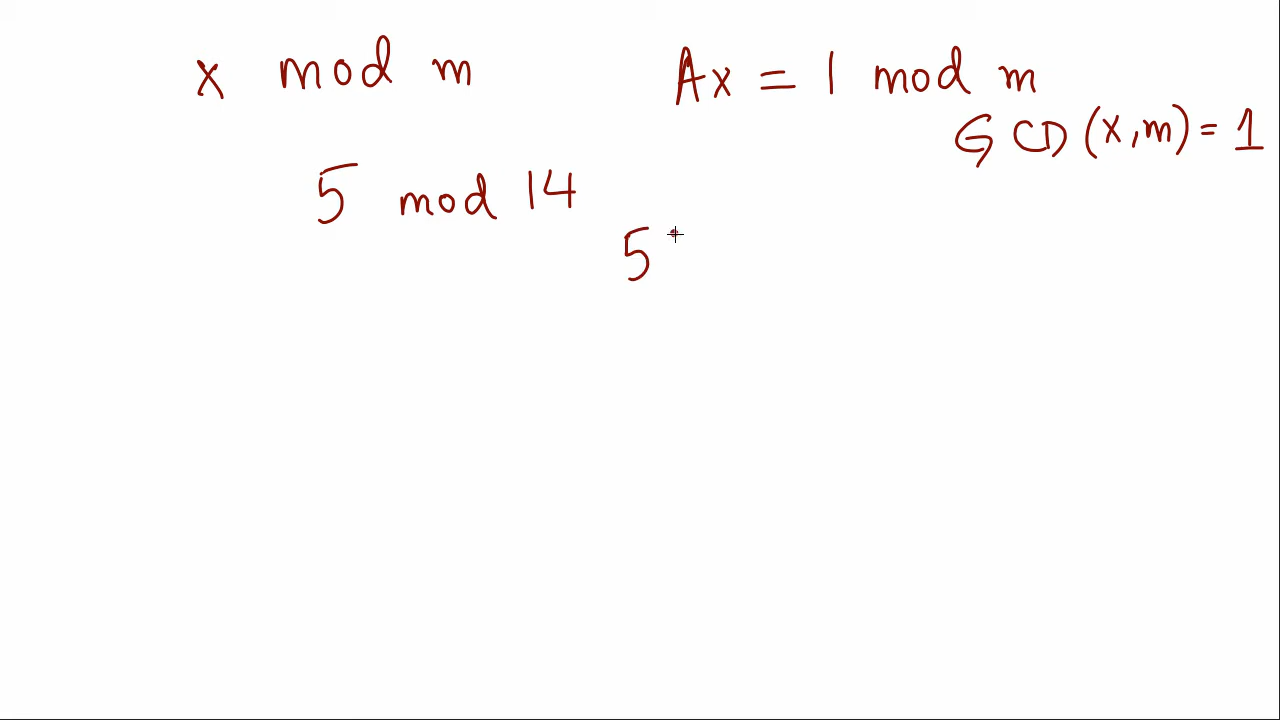 x mod m
Ax = 1 mod m
GCD(x,m) = 1
5 mod 14
5